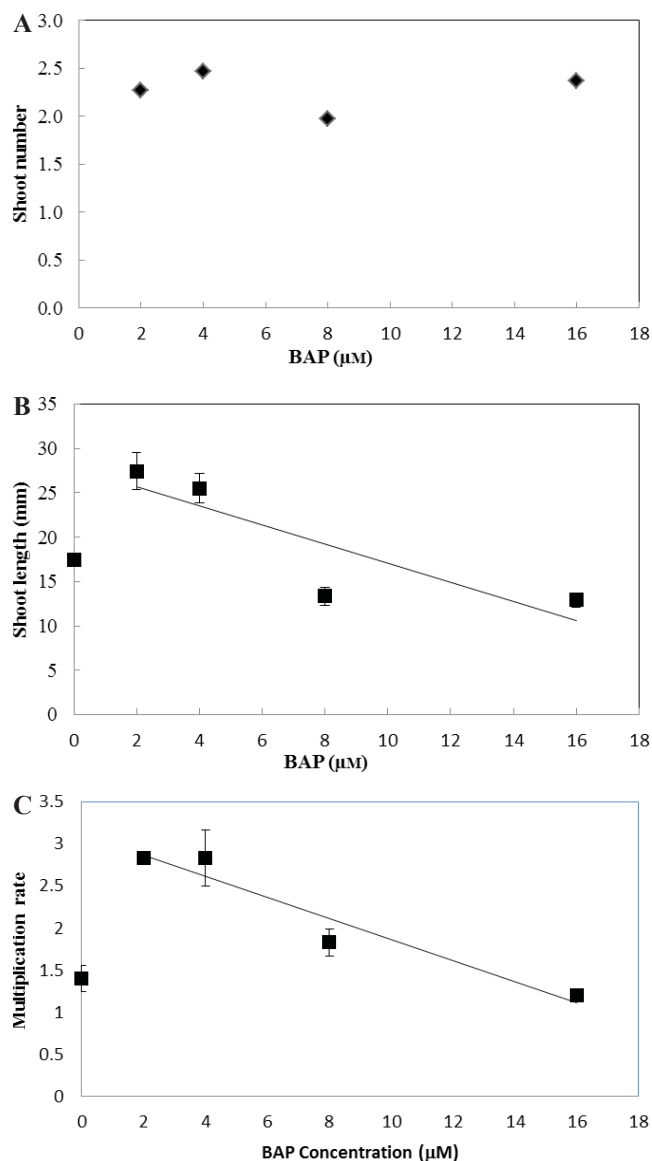 A
3.0
2.5
2.0
1.5
1.0
0.5
0.0
Shoot number
0 2 4 6 8 10 12 14 16 18
BAP (µM)
B
35
30
25
20
15
10
5
0
Shoot length (mm)
0 2 4 6 8 10 12 14 16 18
BAP (µM)
C
3.5
3
2.5
2
1.5
1
0.5
0
Multiplication rate
0 2 4 6 8 10 12 14 16 18
BAP Concentration (µM)